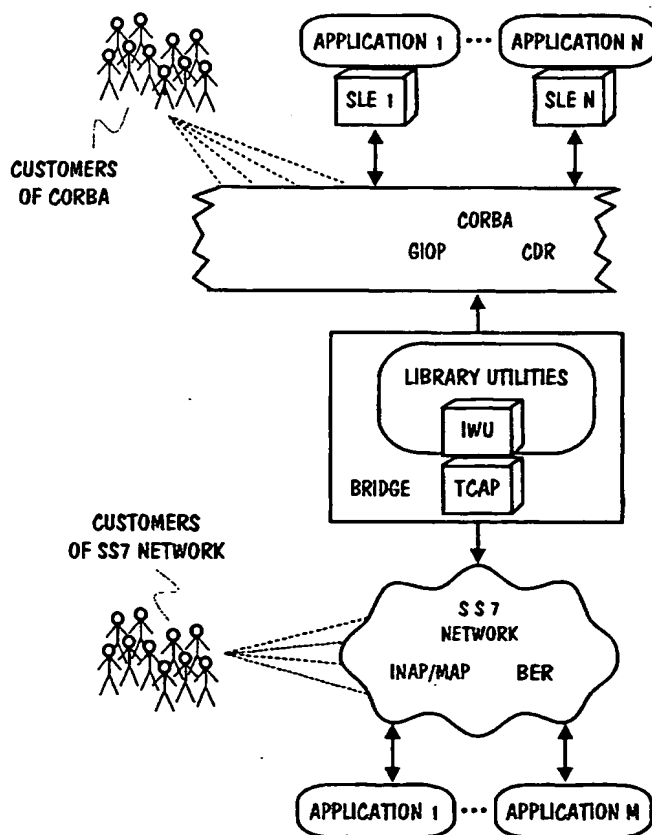 APPLICATION 1 ••• APPLICATION N
SLE 1
SLE N
CUSTOMERS
OF CORBA
CORBA
GIOP
CDR
LIBRARY UTILITIES
IWU
BRIDGE
TCAP
CUSTOMERS
OF SS7 NETWORK
SS7
NETWORK
INAP/MAP
BER
APPLICATION 1 ••• APPLICATION M